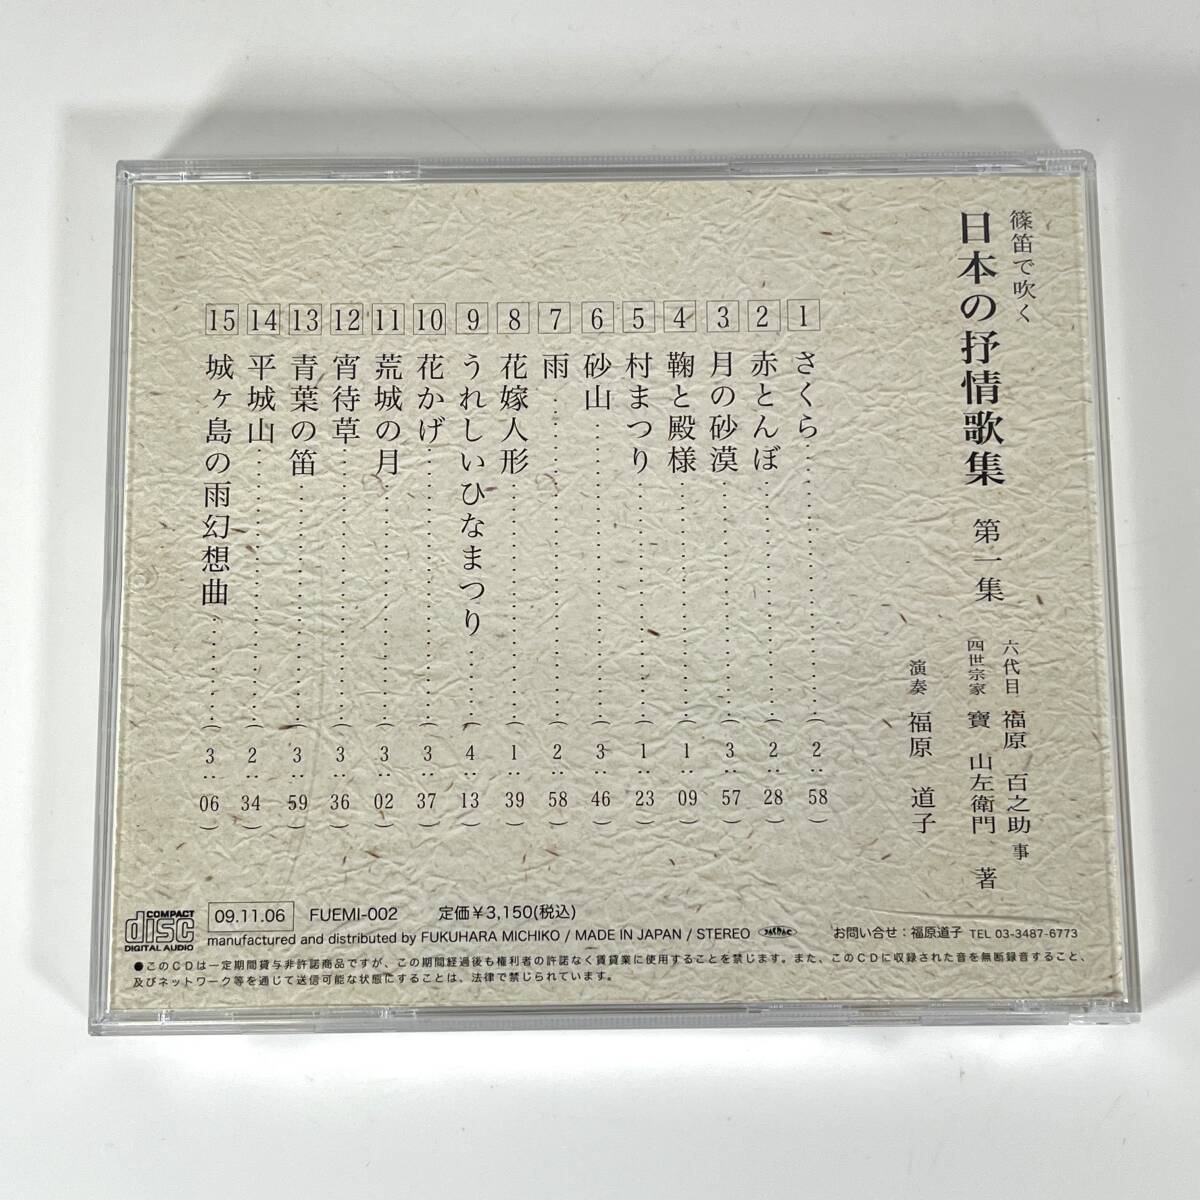 篠笛で吹く
日本の抒情歌集 第一集
六代目 福原 百之助 事
四世宗家 寶 山左衛門 著
演奏 福原 道子
1 さくら (2:58)
2 赤とんぼ (2:28)
3 月の砂漠 (3:57)
4 鞠と殿様 (1:09)
5 村まつり (1:23)
6 砂山 (3:46)
7 雨 (2:58)
8 花嫁人形 (1:39)
9 うれしいひなまつり (4:13)
10 花かげ (3:37)
11 荒城の月 (3:02)
12 宵待草 (3:36)
13 青葉の笛 (3:59)
14 平城山 (2:34)
15 城ヶ島の雨幻想曲 (3:06)
COMPACT
disc
DIGITAL AUDIO
09.11.06 FUEMI-002 定価¥3,150(税込)
manufactured and distributed by FUKUHARA MICHIKO / MADE IN JAPAN / STEREO
お問い合せ:福原道子 TEL 03-3487-6773
●このCDは一定期間貸与非許諾商品ですが、この期間経過後も権利者の許諾なく賃貸業に使用することを禁じます。また、このCDに収録された音を無断録音すること、
及びネットワーク等を通じて送信可能な状態にすることは、法律で禁じられています。